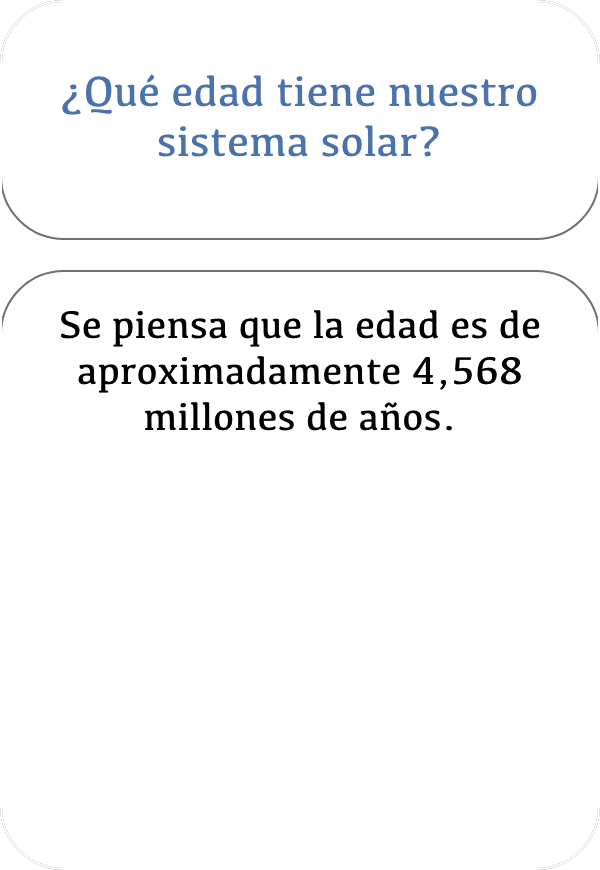 ¿Qué edad tiene nuestro
sistema solar?
Se piensa que la edad es de
aproximadamente 4,568
millones de años.